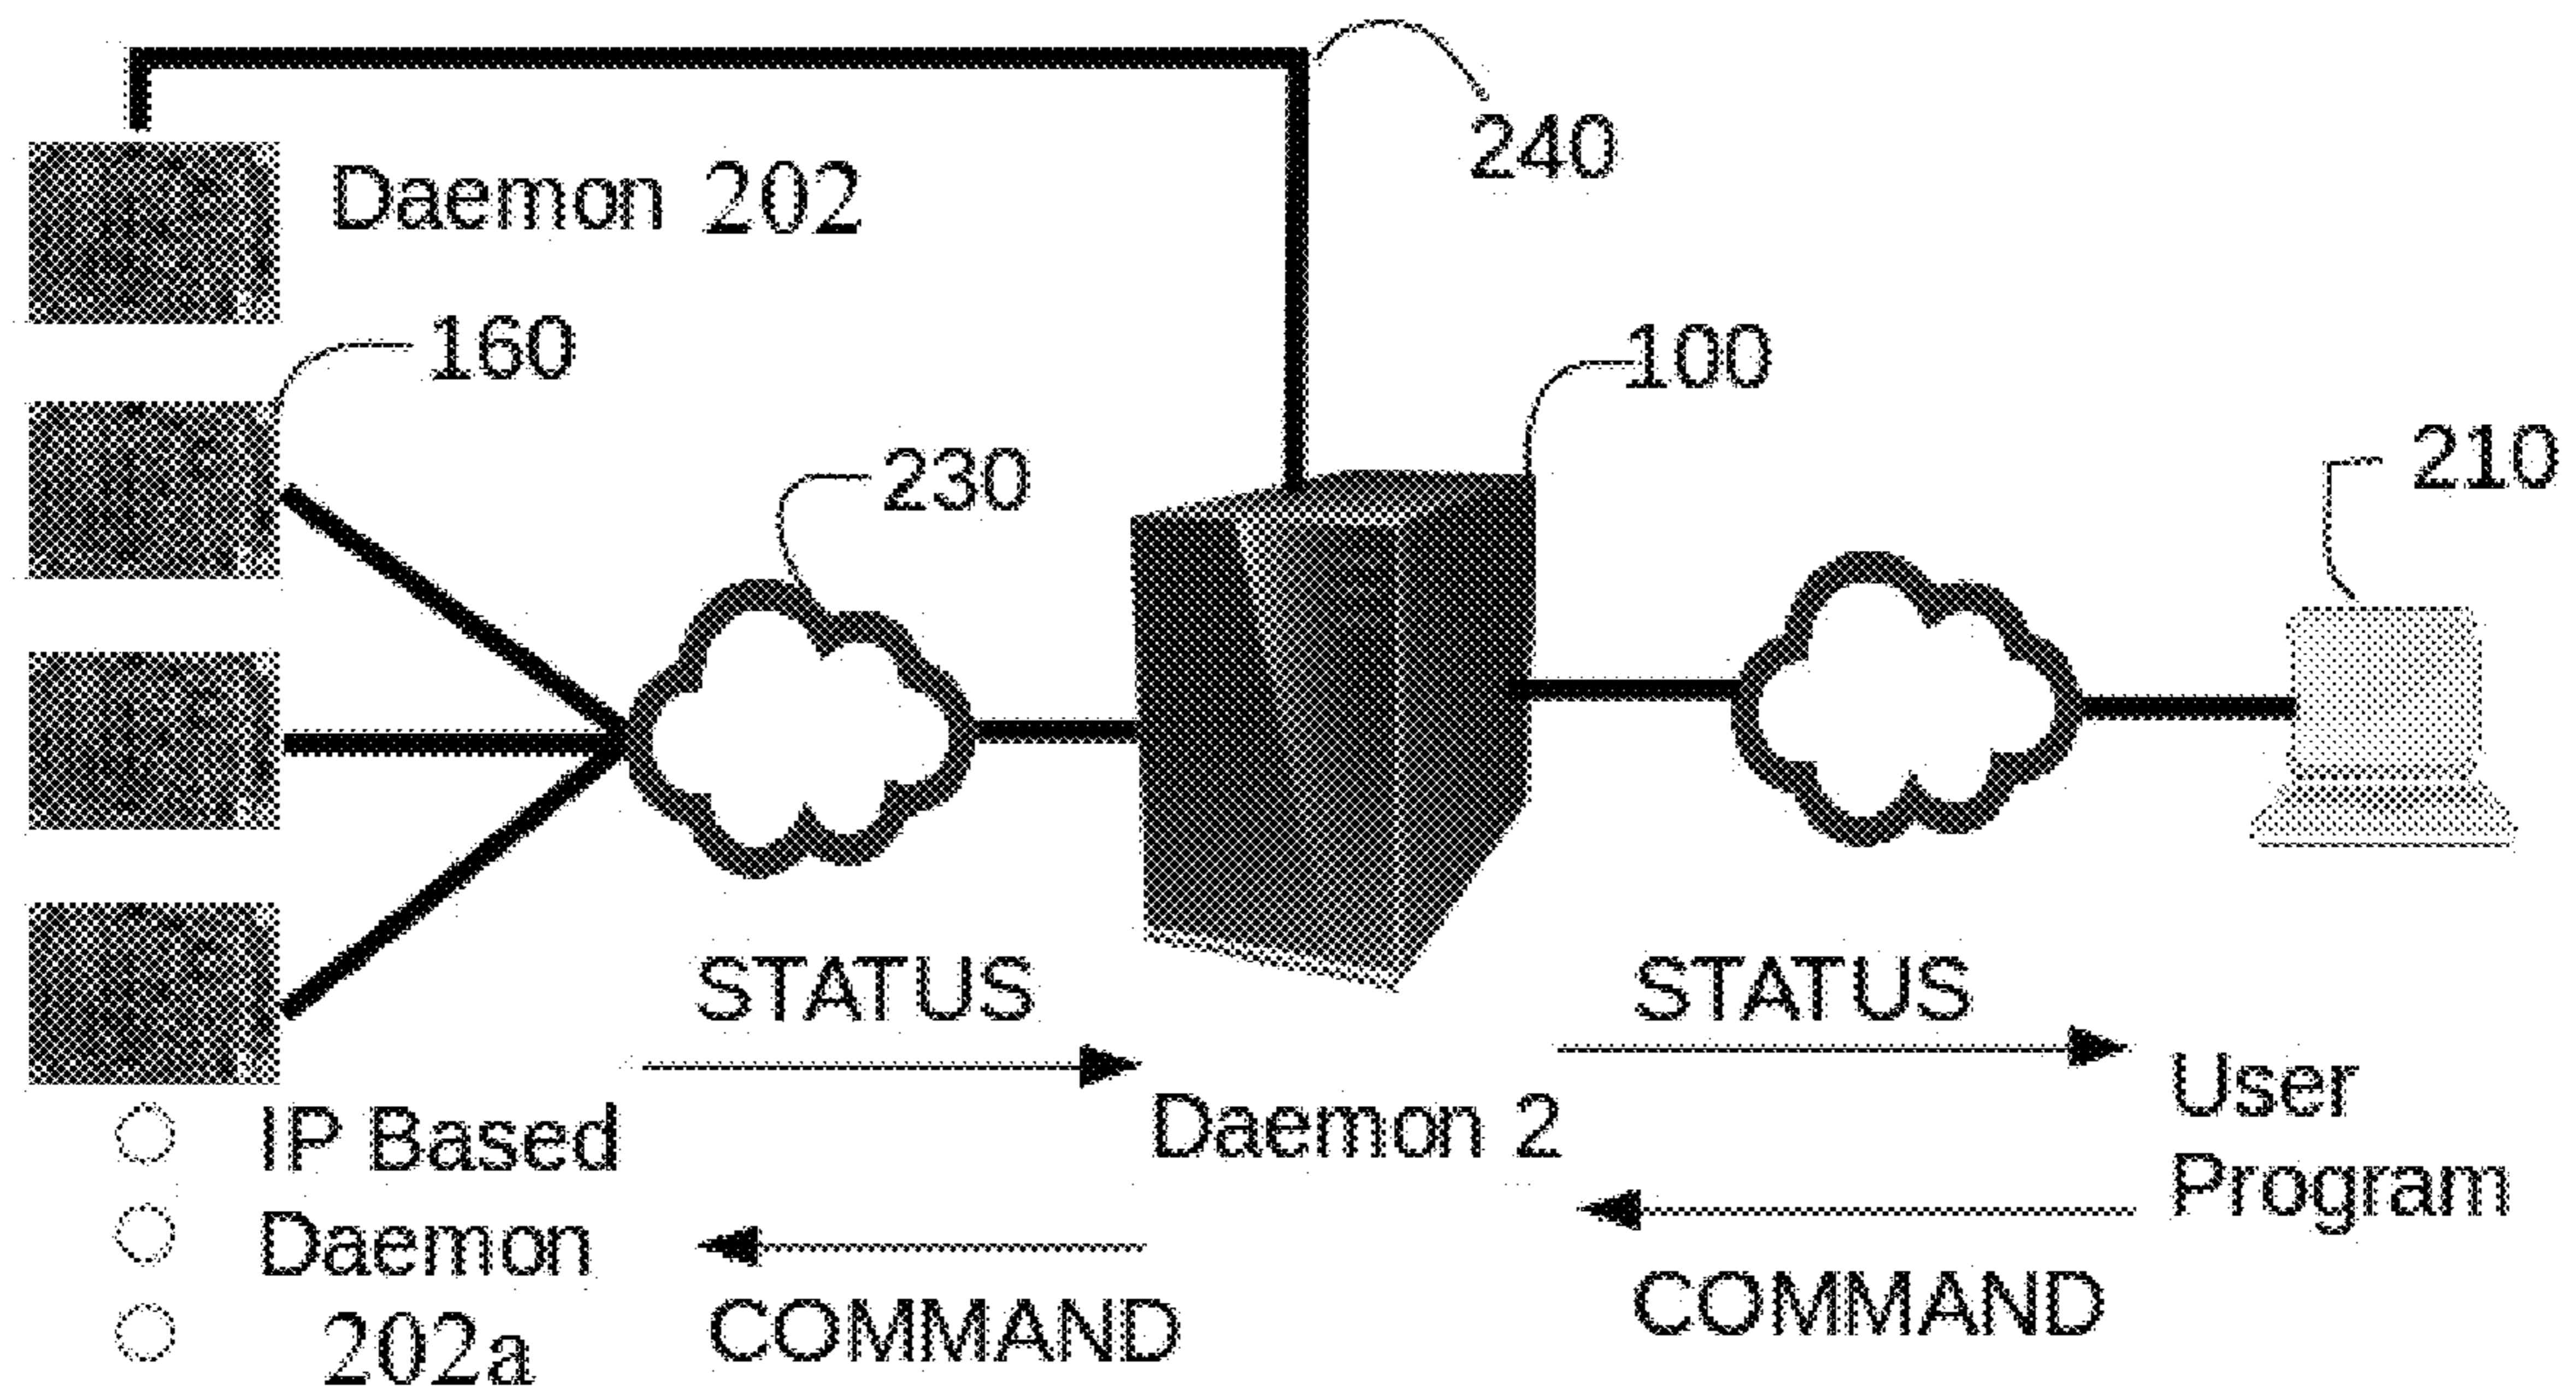 240
Daemon 202
160
100
230
210
STATUS
STATUS
User
Program
Daemon 2
IP Based
Daemon
202a
COMMAND
COMMAND